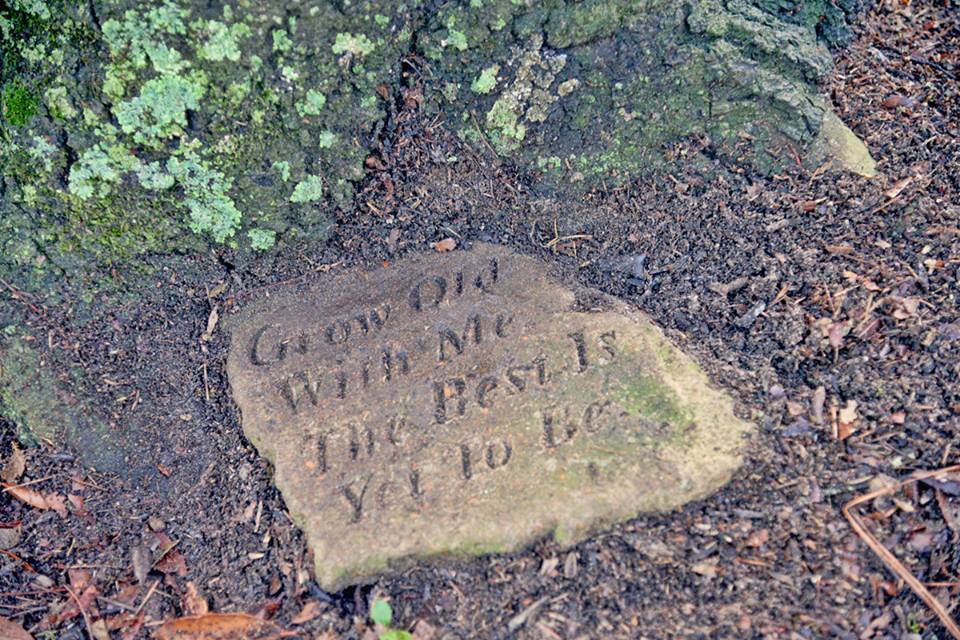 Grow Old
With Me
The Best Is
Yet To Be